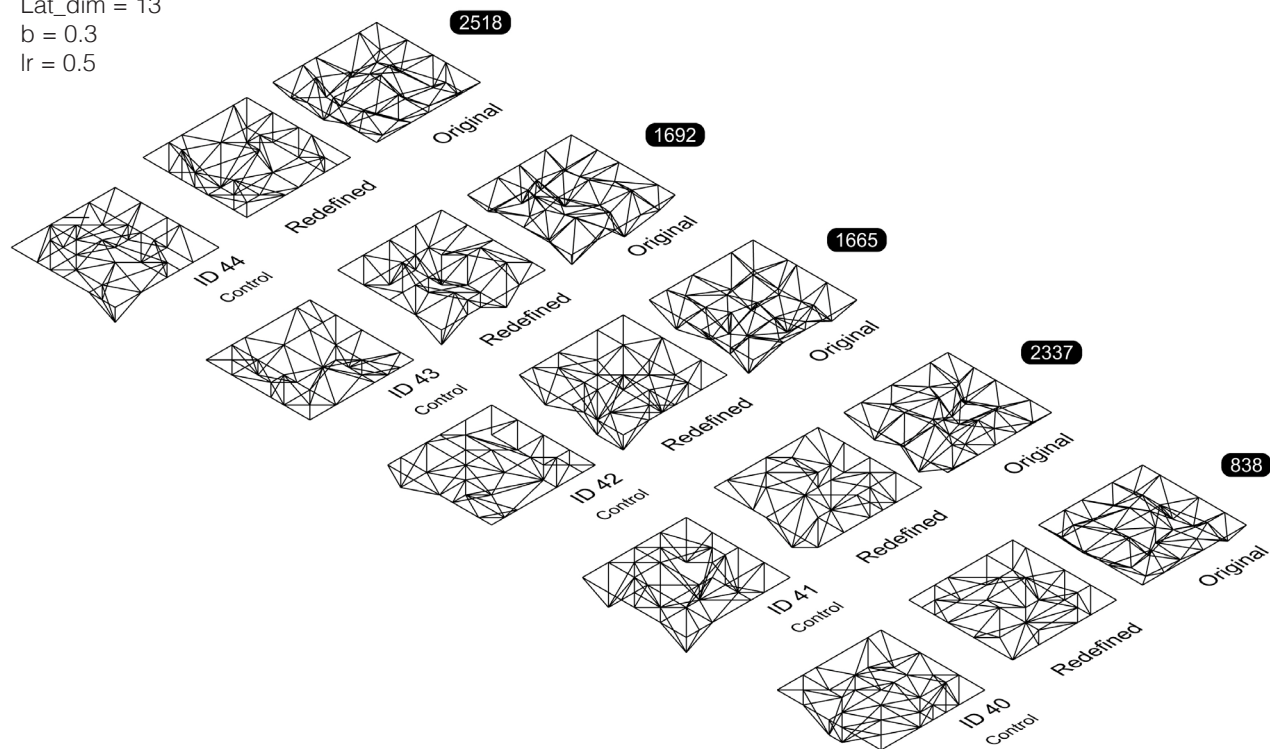 Lat_dim = 13
b = 0.3
lr = 0.5
2518
Original
Redefined
ID 44
Control
1692
Original
Redefined
ID 43
Control
1665
Original
Redefined
ID 42
Control
2337
Original
Redefined
ID 41
Control
838
Original
Redefined
ID 40
Control